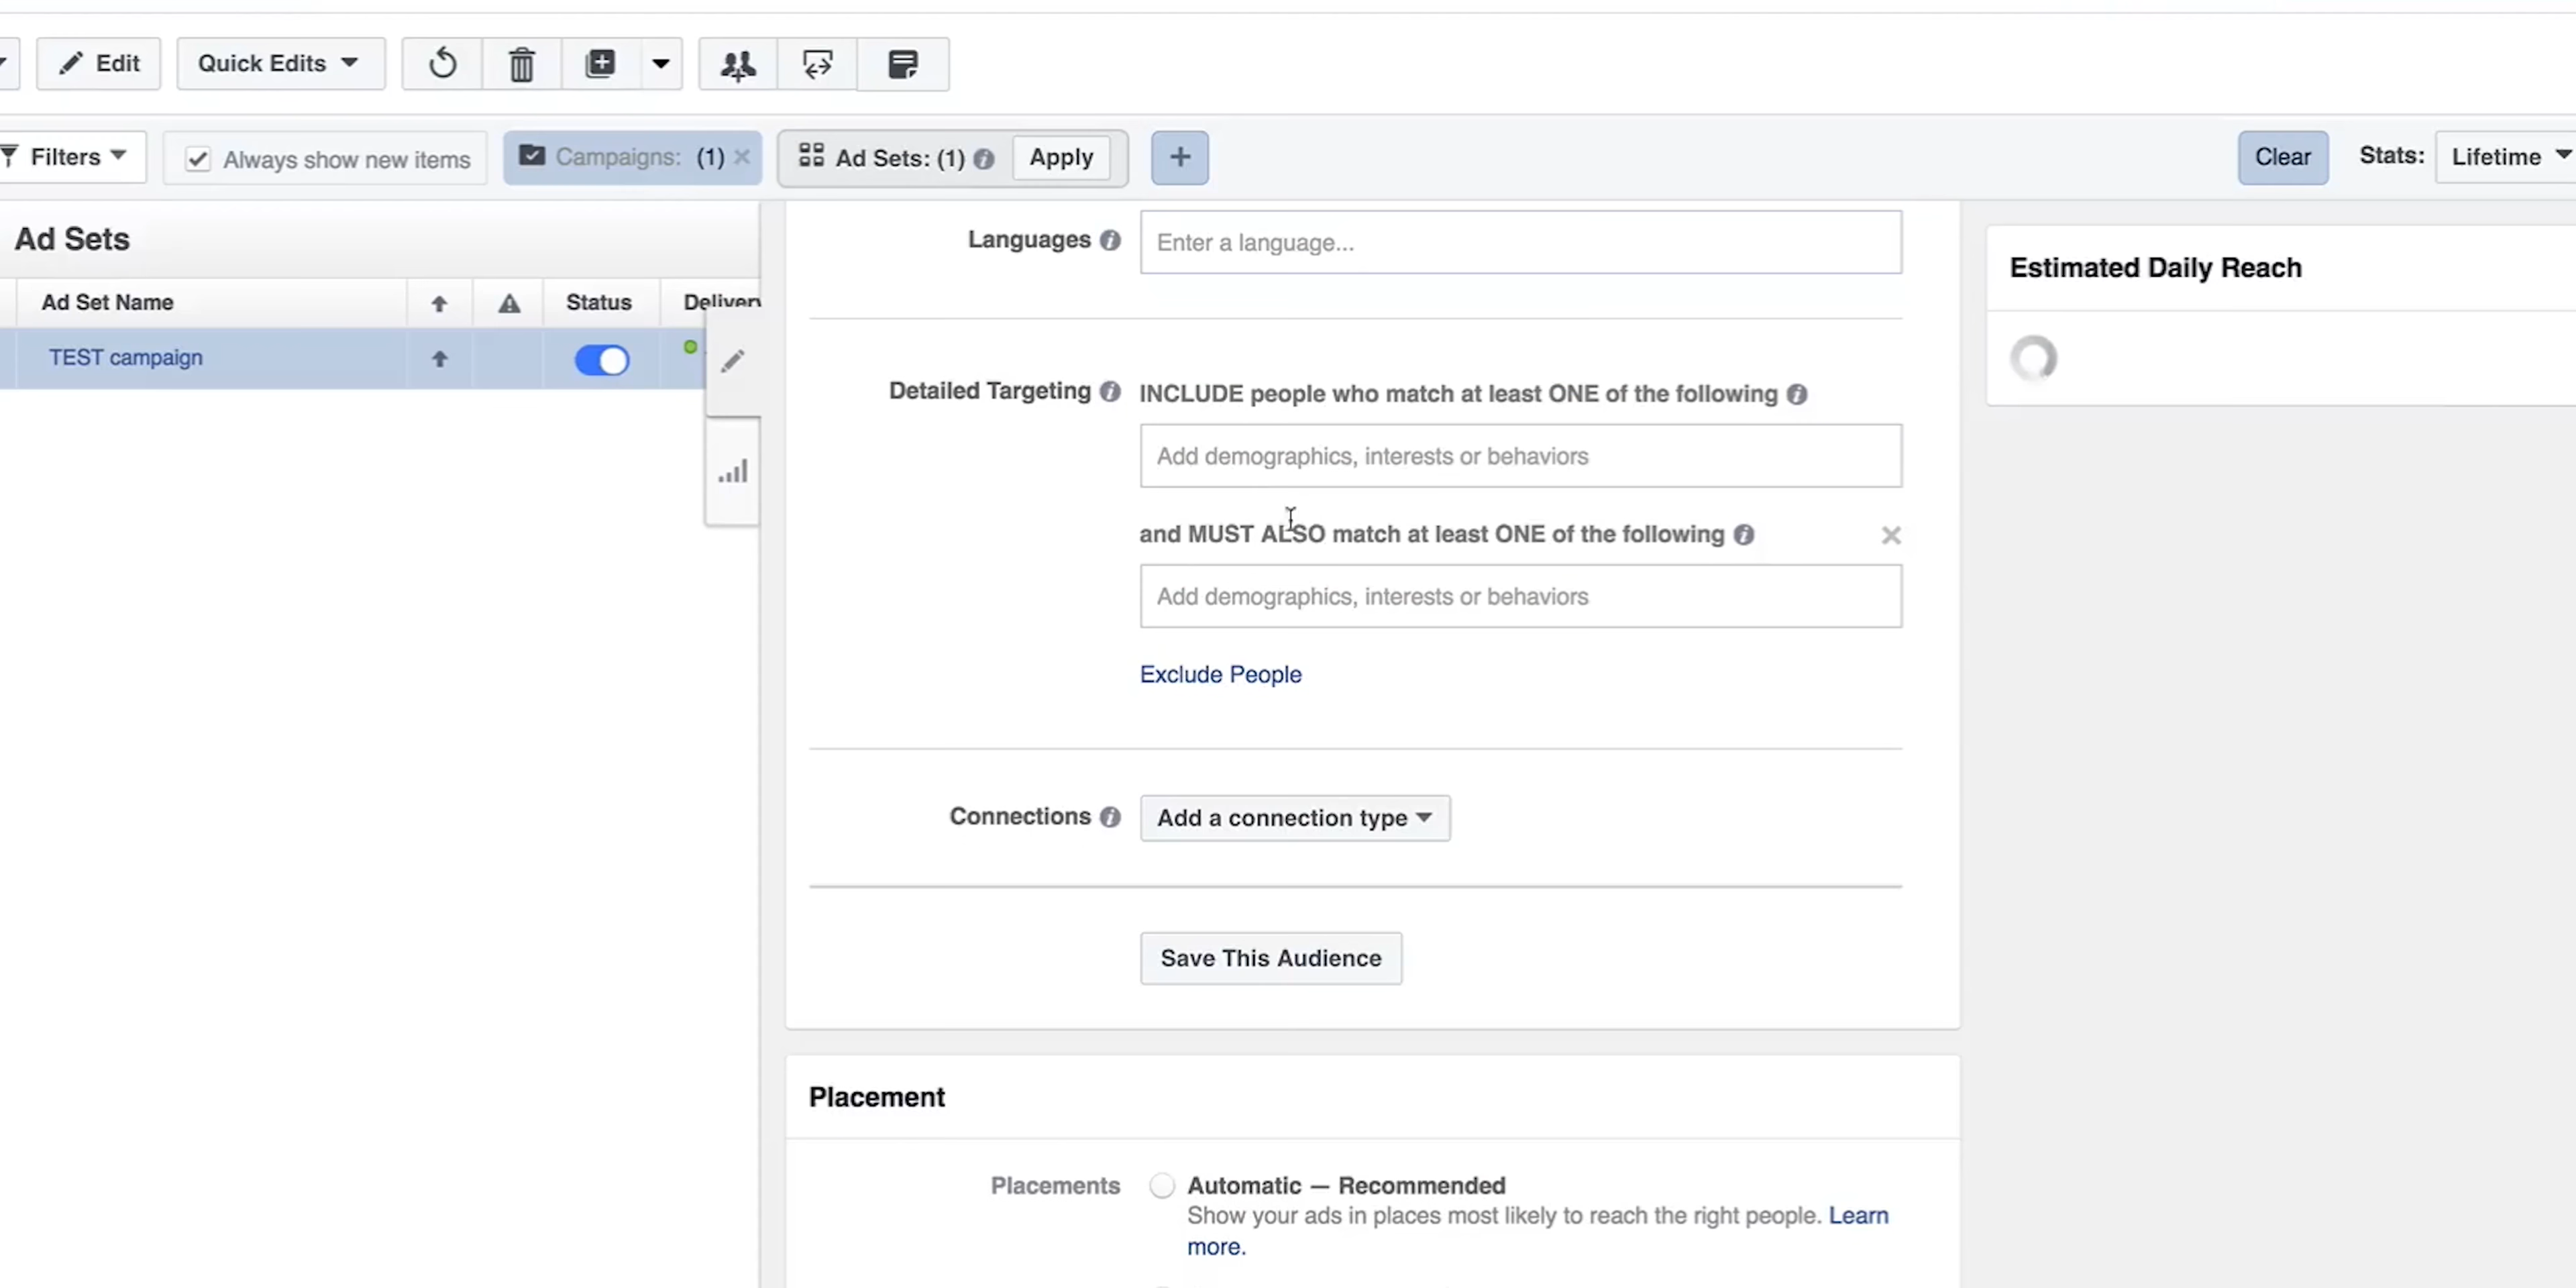 Edit
Quick Edits
Filters
Always show new items
Campaigns: (1)
Ad Sets: (1)
Apply
Clear
Stats:
Lifetime
Ad Sets
Ad Set Name
Status
Delivery
TEST campaign
Languages
Enter a language...
Detailed Targeting
INCLUDE people who match at least ONE of the following
Add demographics, interests or behaviors
and MUST ALSO match at least ONE of the following
Add demographics, interests or behaviors
Exclude People
Connections
Add a connection type
Save This Audience
Estimated Daily Reach
Placement
Placements
Automatic — Recommended
Show your ads in places most likely to reach the right people. Learn
more.